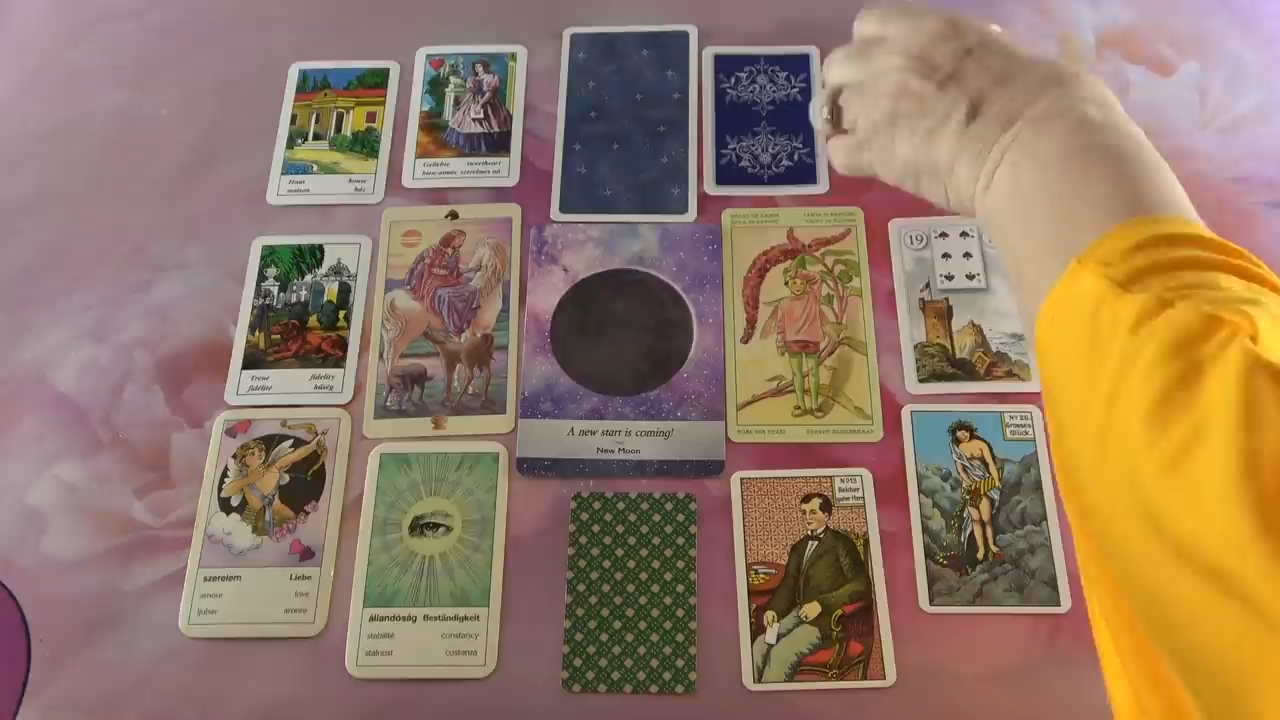 Haus house
maison ház
Geliebte sweetheart
bien-aimée szerelmes nő
Treue fidelity
fidélité hűség
A new start is coming!
New Moon
19
6 6
Nº 26.
Grosses
Glück.
Nº 13
Reicher
guter Herr
szerelem Liebe
amour love
ljubav amore
állandóság Beständigkeit
stabilité constancy
stalnost costanza